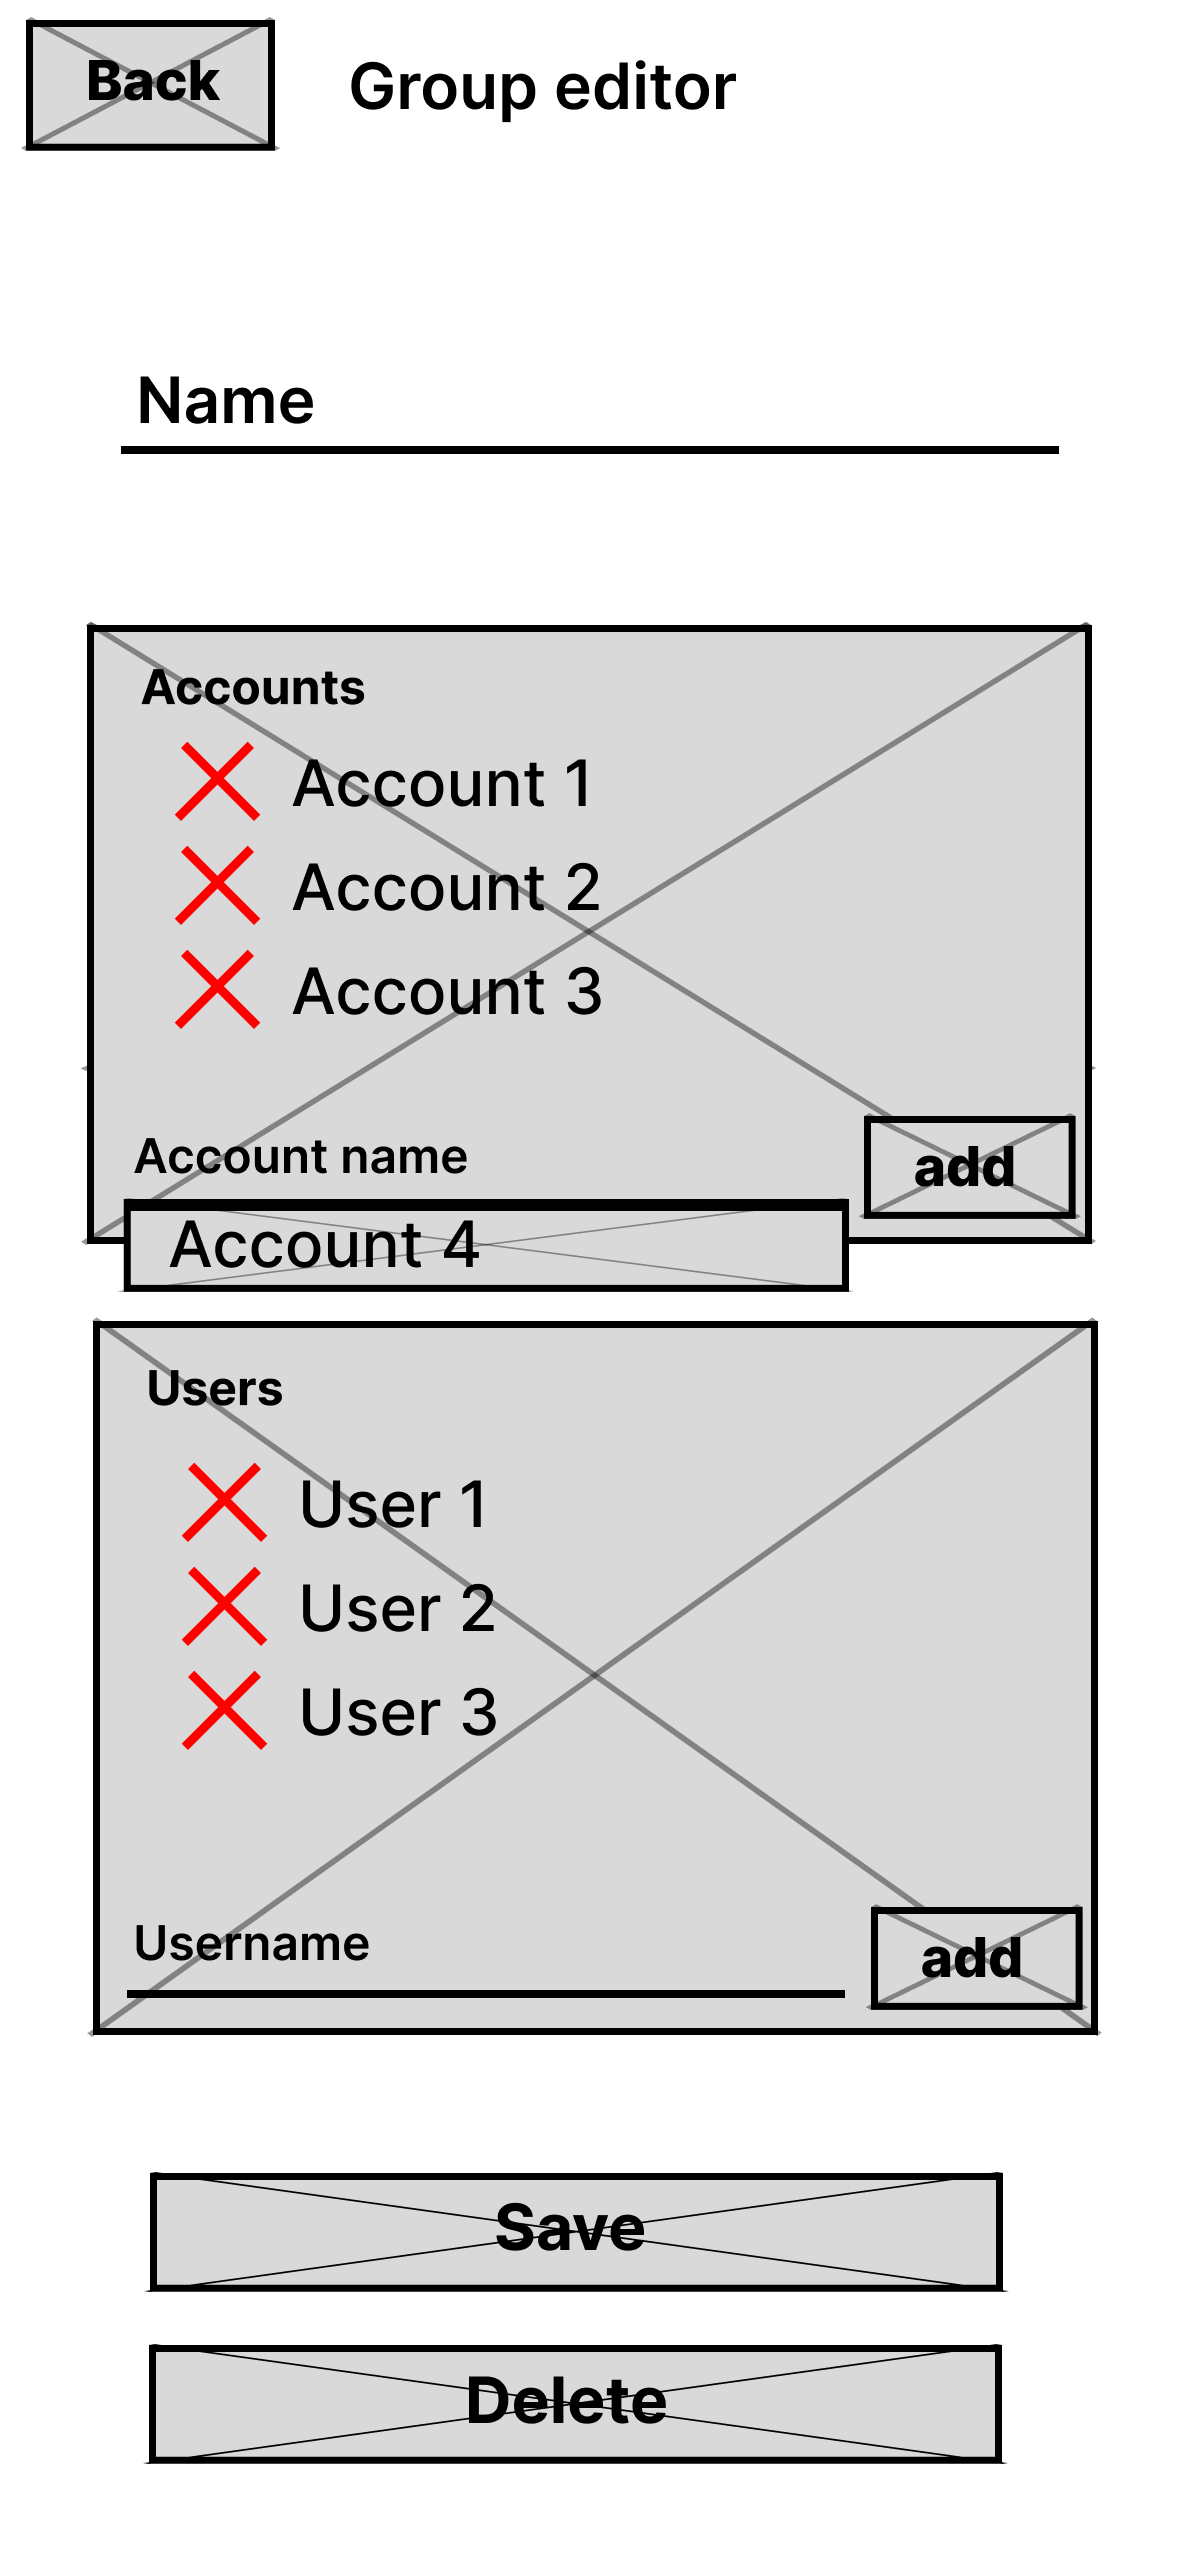 Back
Group editor
Name
Accounts
Account 1
Account 2
Account 3
Account name
add
Account 4
Users
User 1
User 2
User 3
Username
add
Save
Delete